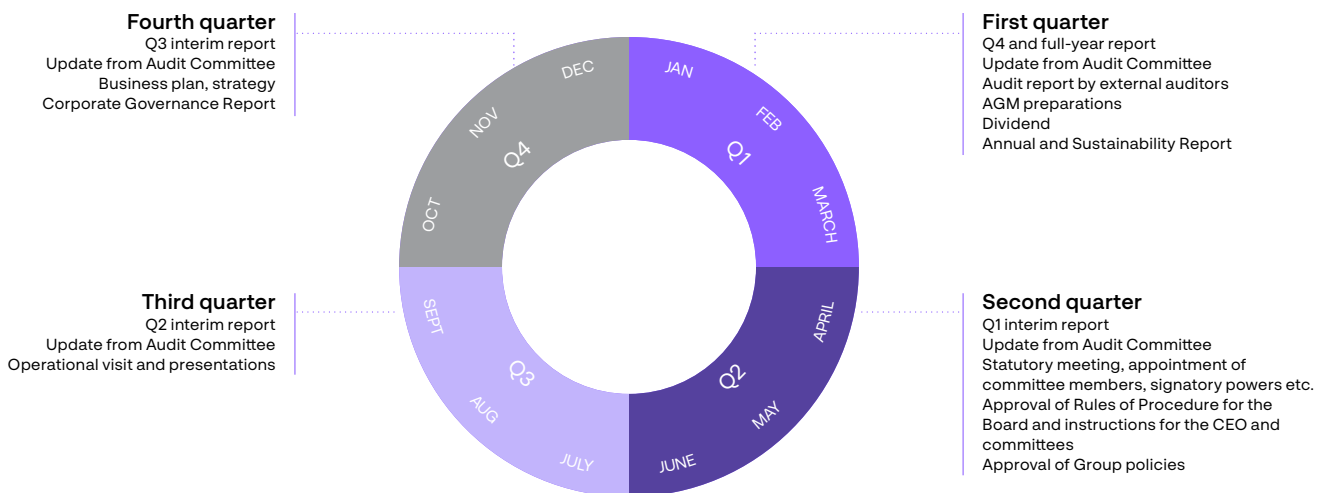 Fourth quarter
Q3 interim report
Update from Audit Committee
Business plan, strategy
Corporate Governance Report
First quarter
Q4 and full-year report
Update from Audit Committee
Audit report by external auditors
AGM preparations
Dividend
Annual and Sustainability Report
DEC
JAN
NOV
FEB
Q4
Q1
OCT
MARCH
Third quarter
Q2 interim report
Update from Audit Committee
Operational visit and presentations
Second quarter
Q1 interim report
Update from Audit Committee
Statutory meeting, appointment of
committee members, signatory powers etc.
Approval of Rules of Procedure for the
Board and instructions for the CEO and
committees
Approval of Group policies
SEPT
APRIL
Q3
Q2
AUG
MAY
JULY
JUNE